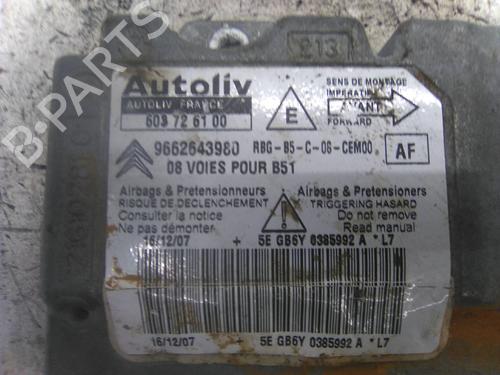 213
Autoliv
AUTOLIV FRANCE
603 72 61 00
SENS DE MONTAGE
IMPERATIF
AVANT
FORWARD
E
9662643980 RBG-B5-C-06-CEM00 AF
08 VOIES POUR B51
Airbags & Pretensionneurs
RISQUE DE DECLENCHEMENT
Consulter la notice
Ne pas démonter
Airbags & Pretensioners
TRIGGERING HASARD
Do not remove
Read manual
16/12/07 + 5E GB6Y 0385992 A * L7
16/12/07 + 5E GB6Y 0385992 A * L7
B-PARTS